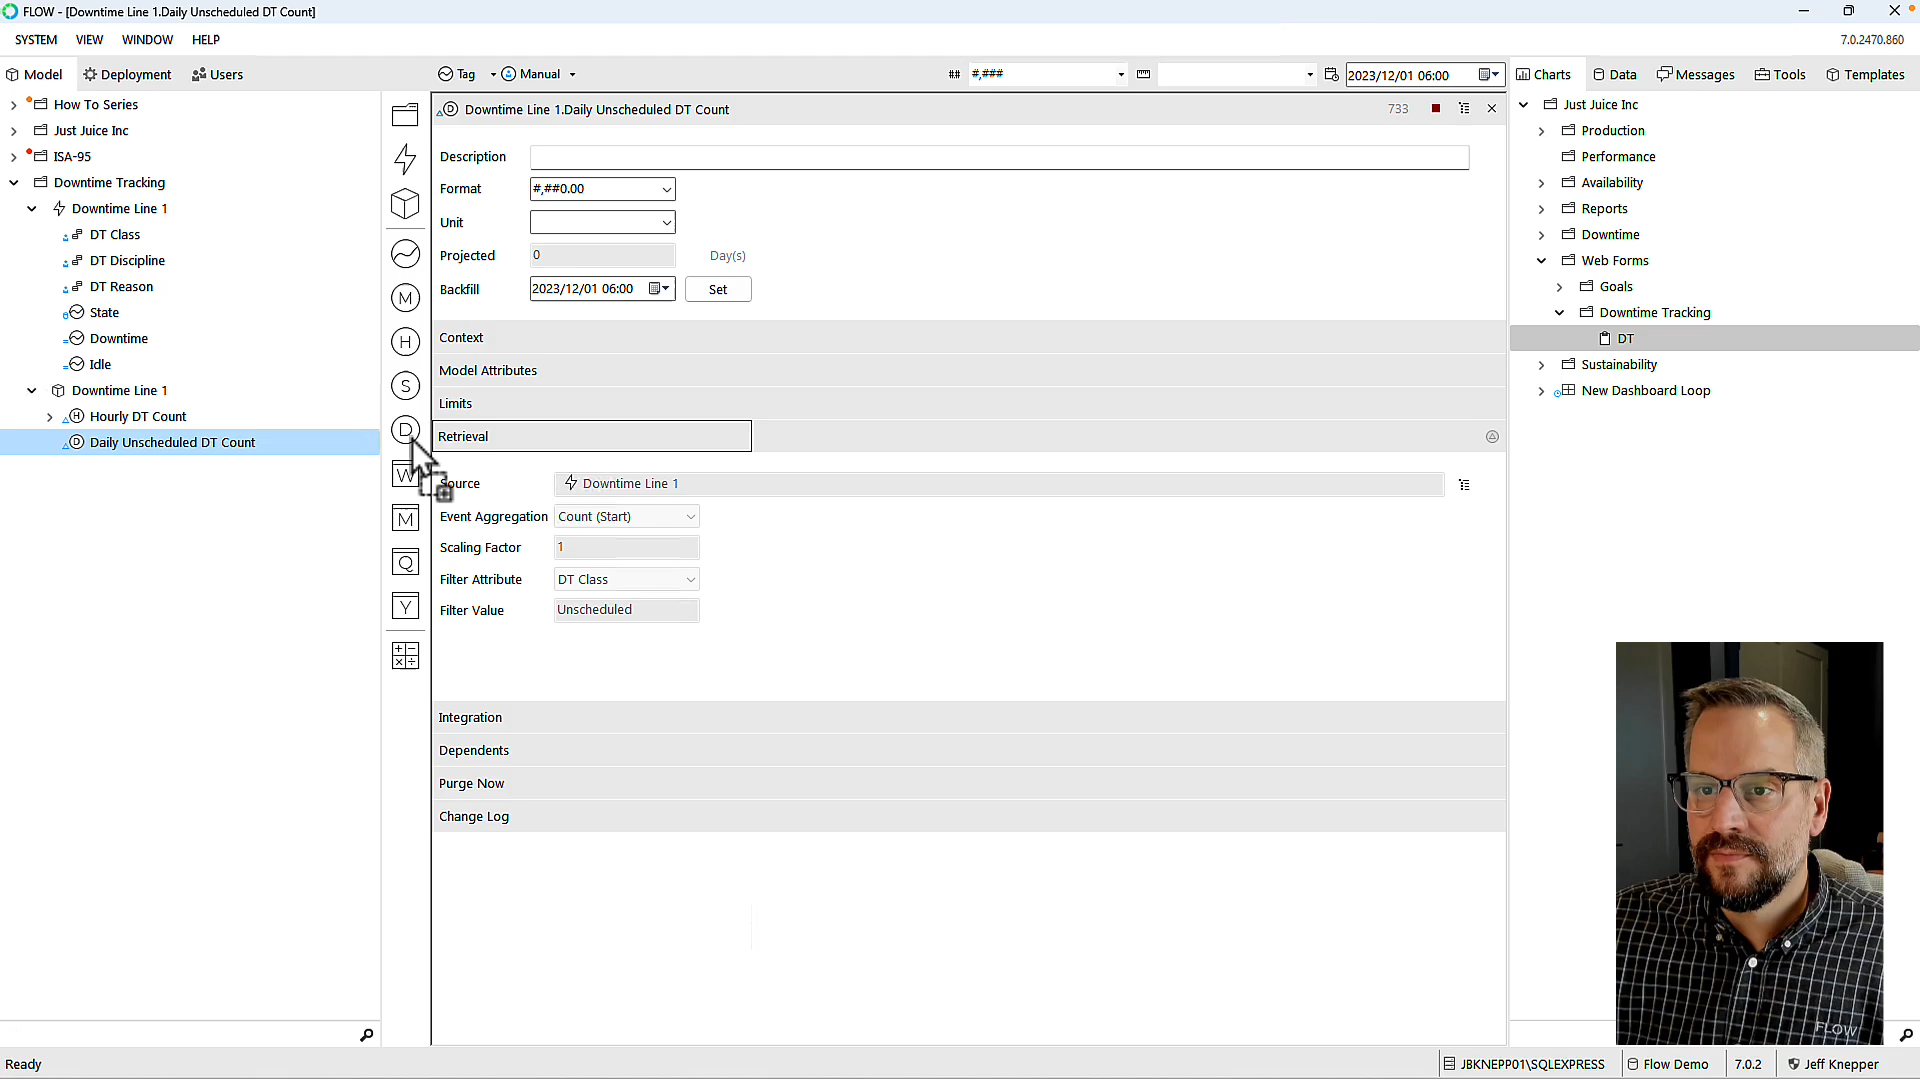 FLOW - [Downtime Line 1.Daily Unscheduled DT Count]
SYSTEM VIEW WINDOW HELP
7.0.2470.860
Model Deployment Users
Tag Manual
## #,###
2023/12/01 06:00
Charts Data Messages Tools Templates
How To Series
Just Juice Inc
ISA-95
Downtime Tracking
Downtime Line 1
DT Class
DT Discipline
DT Reason
State
Downtime
Idle
Downtime Line 1
H Hourly DT Count
D Daily Unscheduled DT Count
M
H
S
D
W
M
Q
Y
D Downtime Line 1.Daily Unscheduled DT Count
733
Description
Format #,##0.00
Unit
Projected 0 Day(s)
Backfill 2023/12/01 06:00 Set
Context
Model Attributes
Limits
Retrieval
Source Downtime Line 1
Event Aggregation Count (Start)
Scaling Factor 1
Filter Attribute DT Class
Filter Value Unscheduled
Integration
Dependents
Purge Now
Change Log
Just Juice Inc
Production
Performance
Availability
Reports
Downtime
Web Forms
Goals
Downtime Tracking
DT
Sustainability
New Dashboard Loop
FLOW
Ready
JBKNEPP01\SQLEXPRESS Flow Demo 7.0.2 Jeff Knepper